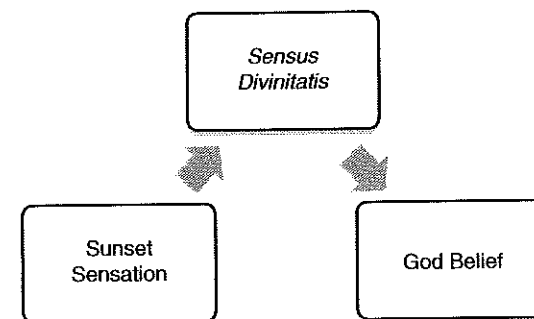 Sensus
Divinitatis
Sunset
Sensation
God Belief